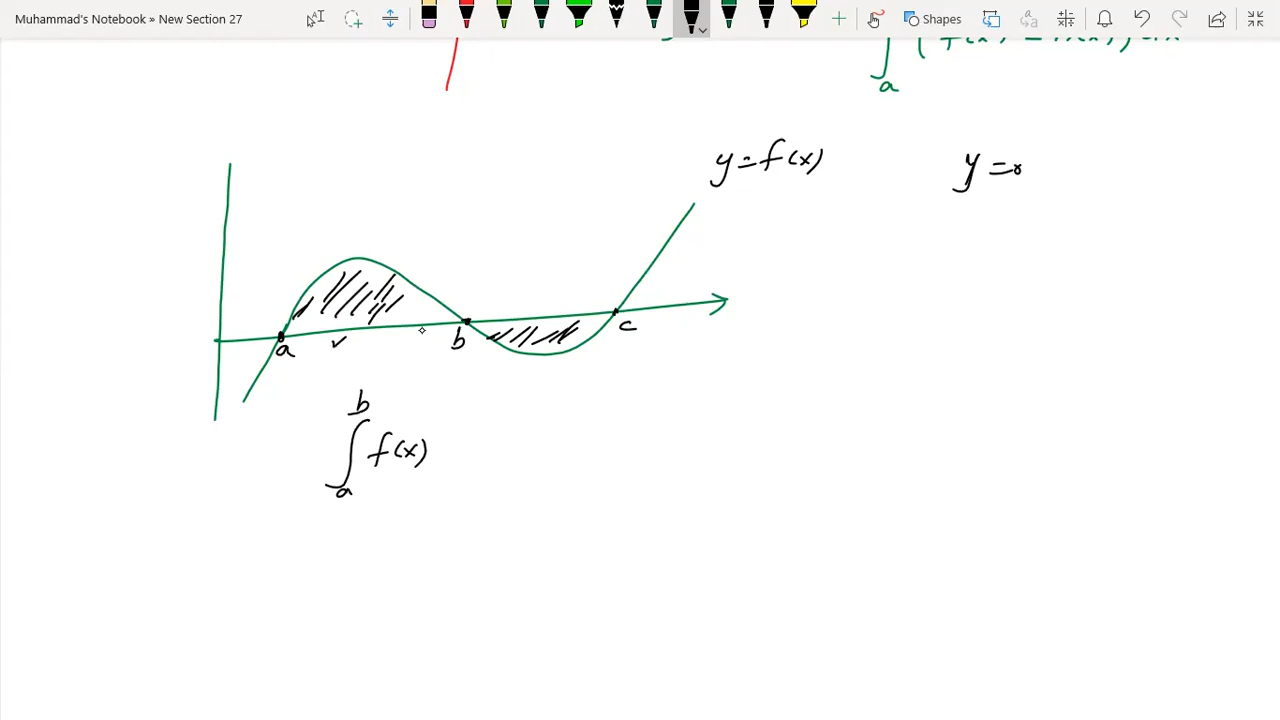 Muhammad's Notebook » New Section 27
Shapes
∫
a
y=f(x)
y=
a
b
c
b
∫ f(x)
a